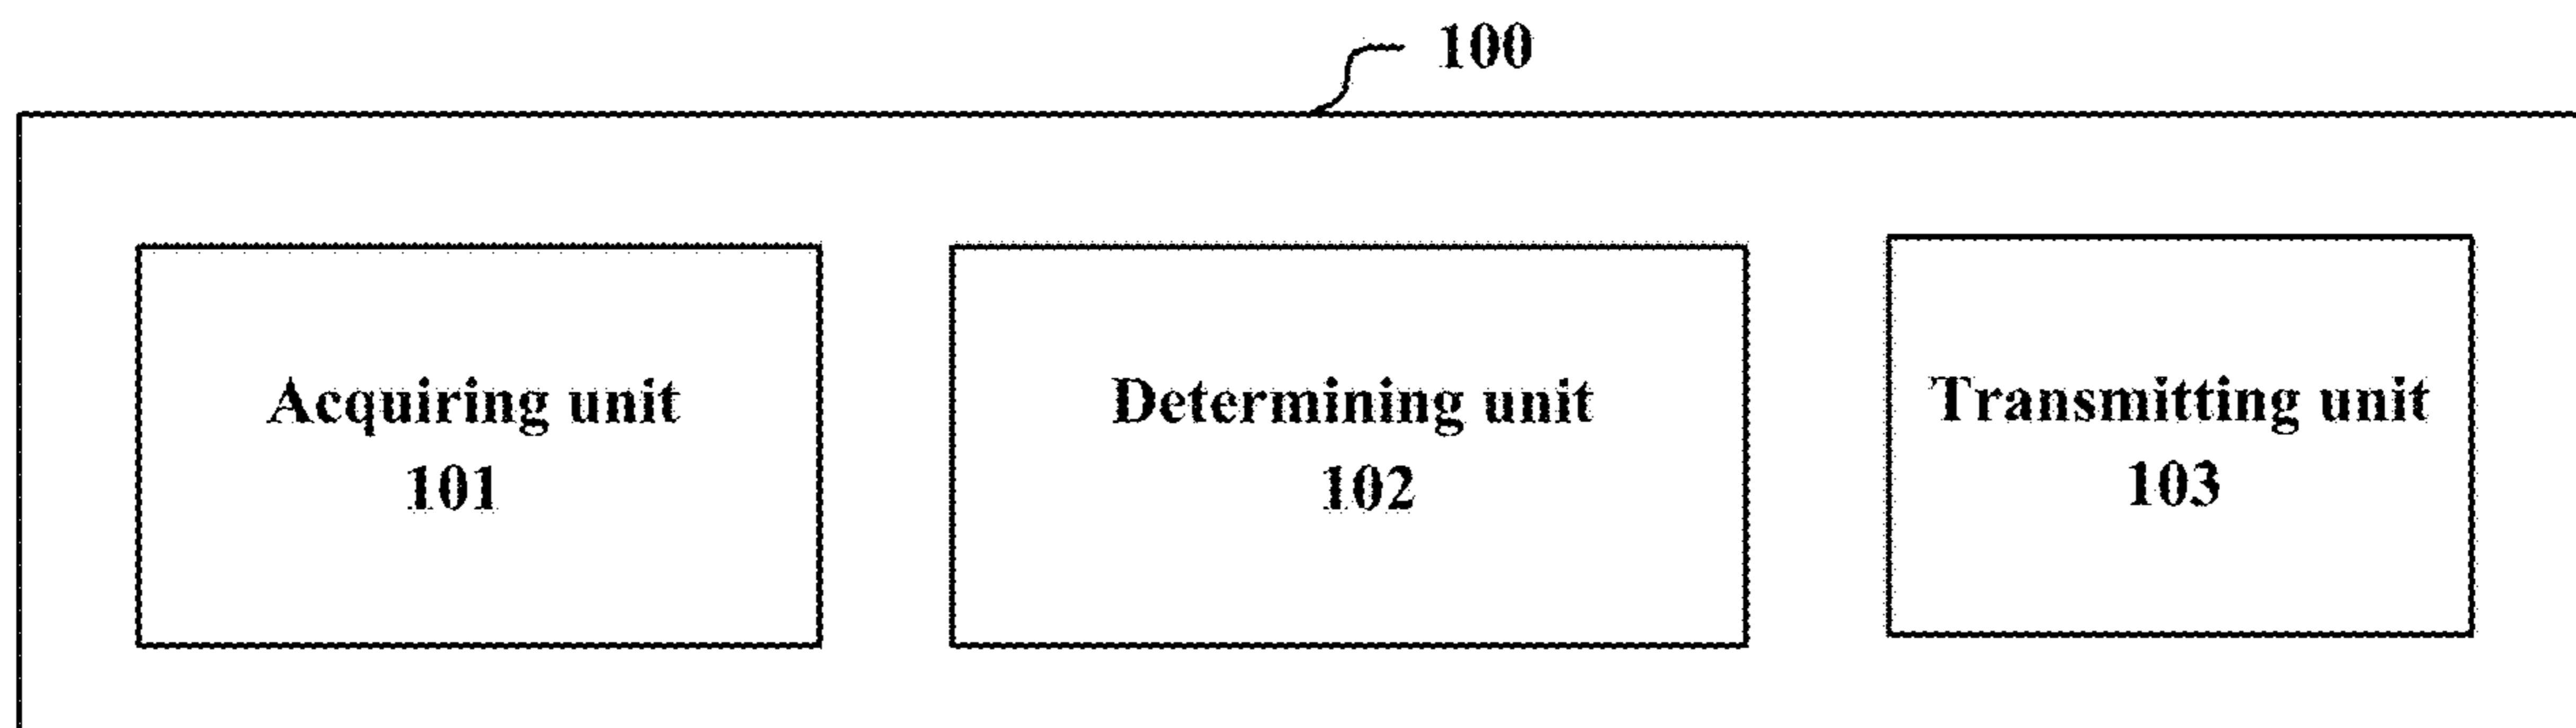 100
Acquiring unit
101
Determining unit
102
Transmitting unit
103